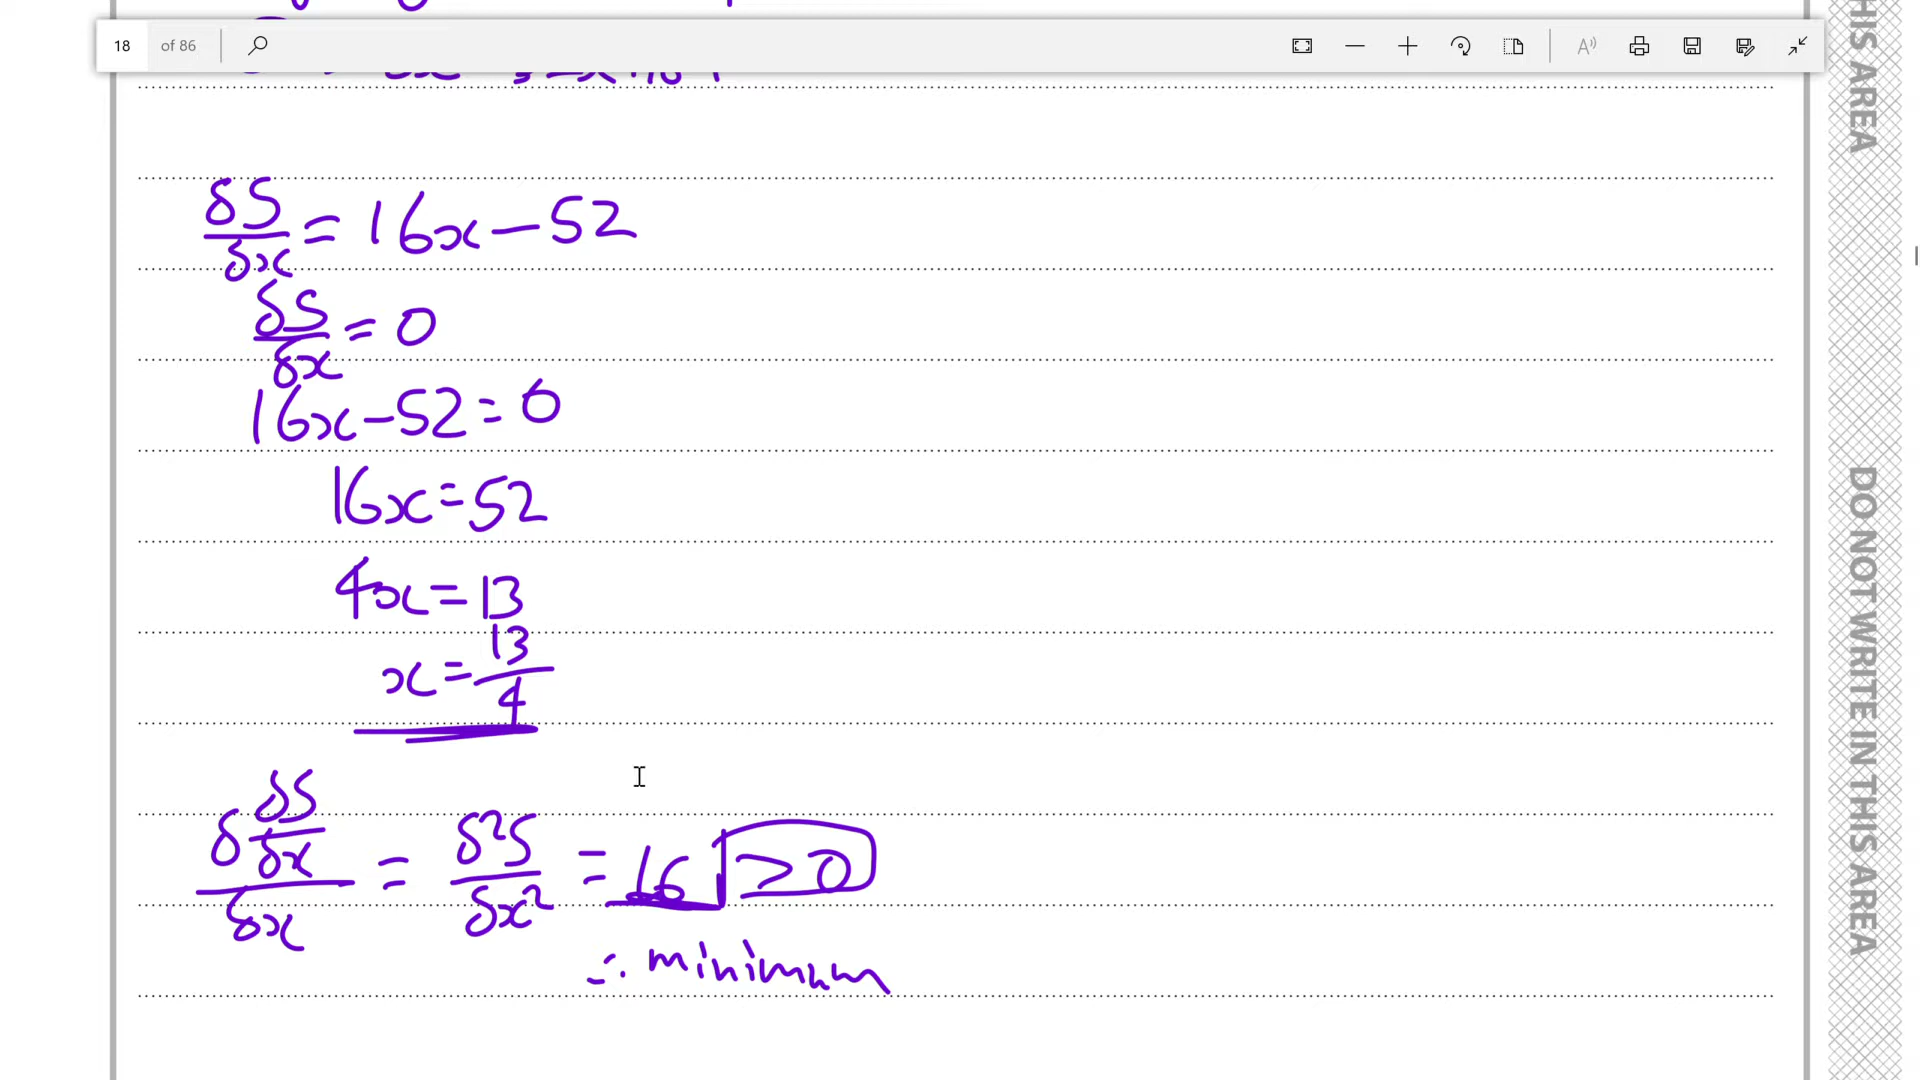 18 of 86
HIS AREA
δS/δx = 16x - 52
δS/δx = 0
16x - 52 = 0
16x = 52
4x = 13
x = 13/4
δ δS/δx / δx = δ²S/δx² = 16 > 0
∴ minimum
DO NOT WRITE IN THIS AREA